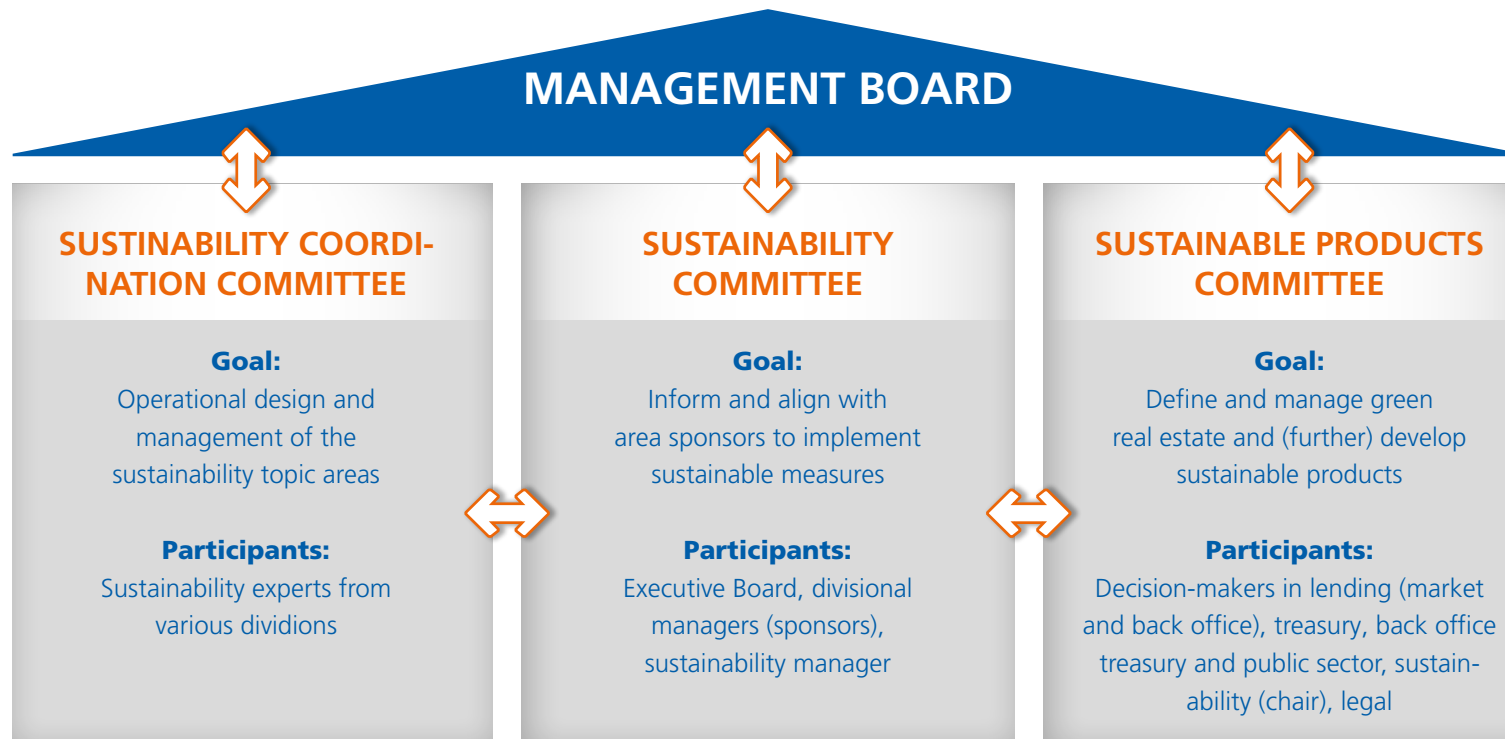 MANAGEMENT BOARD
SUSTINABILITY COORDI-
NATION COMMITTEE
Goal:
Operational design and
management of the
sustainability topic areas
Participants:
Sustainability experts from
various dividions
SUSTAINABILITY
COMMITTEE
Goal:
Inform and align with
area sponsors to implement
sustainable measures
Participants:
Executive Board, divisional
managers (sponsors),
sustainability manager
SUSTAINABLE PRODUCTS
COMMITTEE
Goal:
Define and manage green
real estate and (further) develop
sustainable products
Participants:
Decision-makers in lending (market
and back office), treasury, back office
treasury and public sector, sustain-
ability (chair), legal